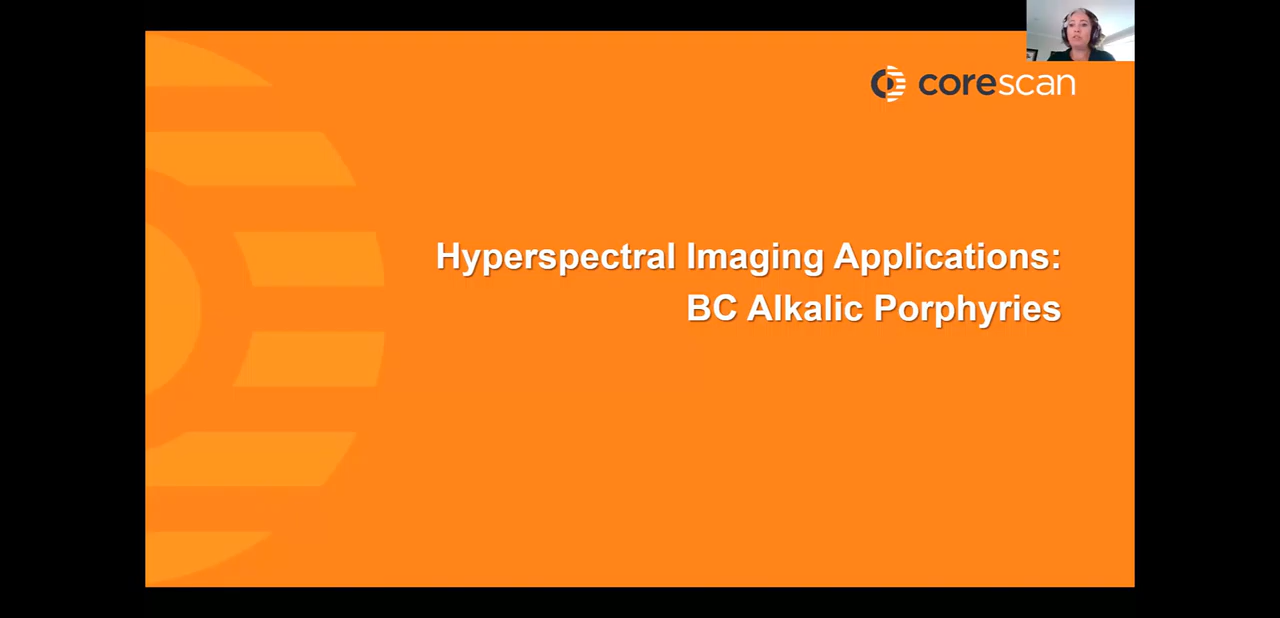 corescan
Hyperspectral Imaging Applications:
BC Alkalic Porphyries